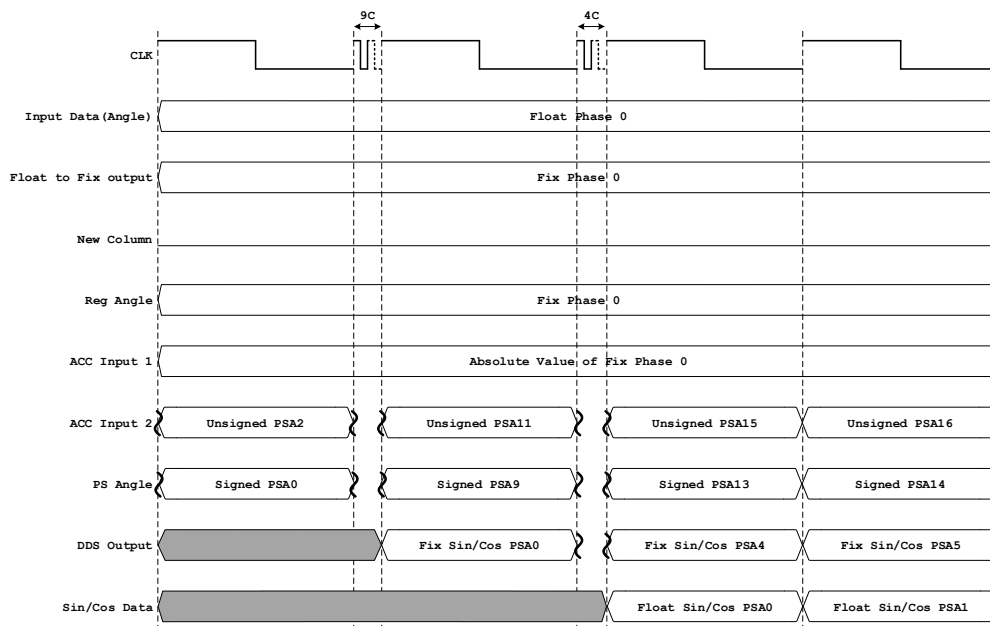 9C 4C
CLK
Input Data(Angle) Float Phase 0
Float to Fix output Fix Phase 0
New Column
Reg Angle Fix Phase 0
ACC Input 1 Absolute Value of Fix Phase 0
ACC Input 2 Unsigned PSA2 Unsigned PSA11 Unsigned PSA15 Unsigned PSA16
PS Angle Signed PSA0 Signed PSA9 Signed PSA13 Signed PSA14
DDS Output Fix Sin/Cos PSA0 Fix Sin/Cos PSA4 Fix Sin/Cos PSA5
Sin/Cos Data Float Sin/Cos PSA0 Float Sin/Cos PSA1